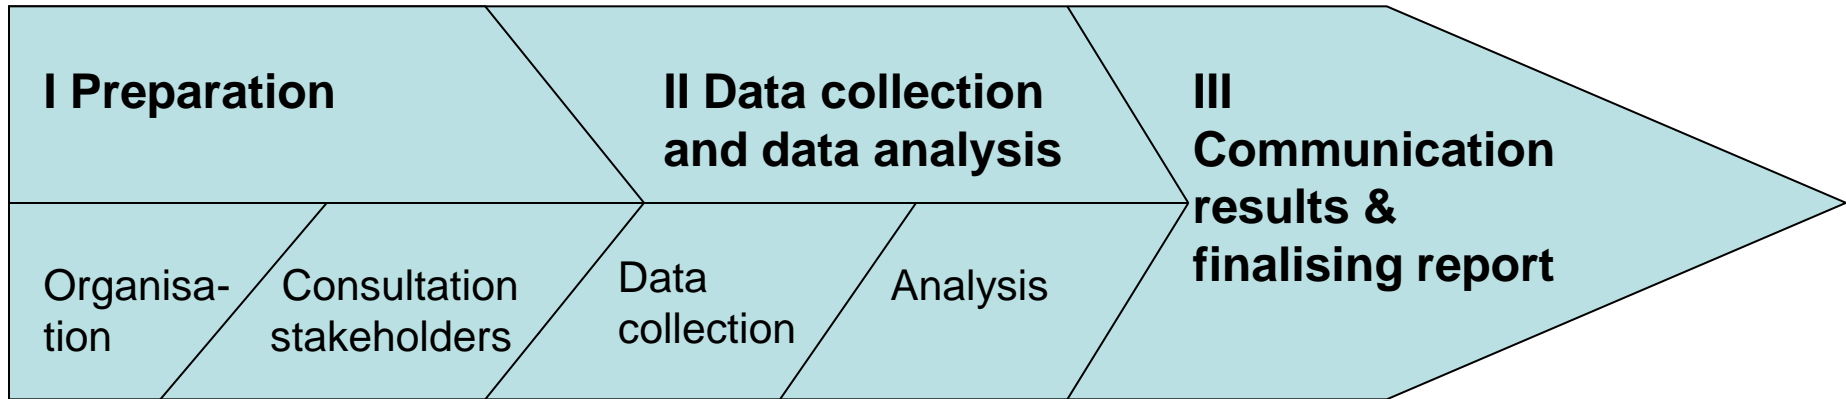 I Preparation
II Data collection
and data analysis
III
Communication
results &
finalising report
Organisa-
tion
Consultation
stakeholders
Data
collection
Analysis